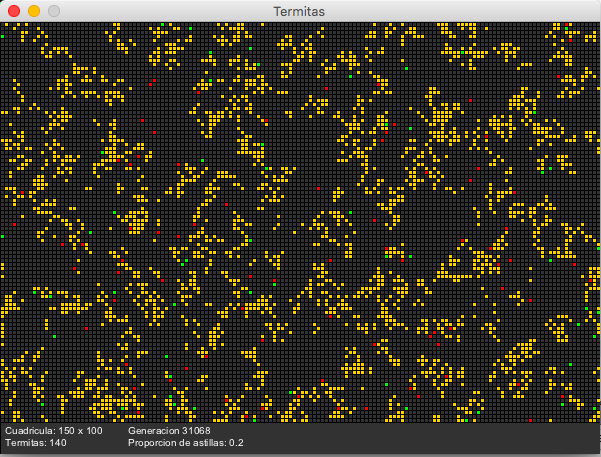 Termitas
Cuadricula: 150 x 100 Generacion 31068
Termitas: 140 Proporcion de astillas: 0.2